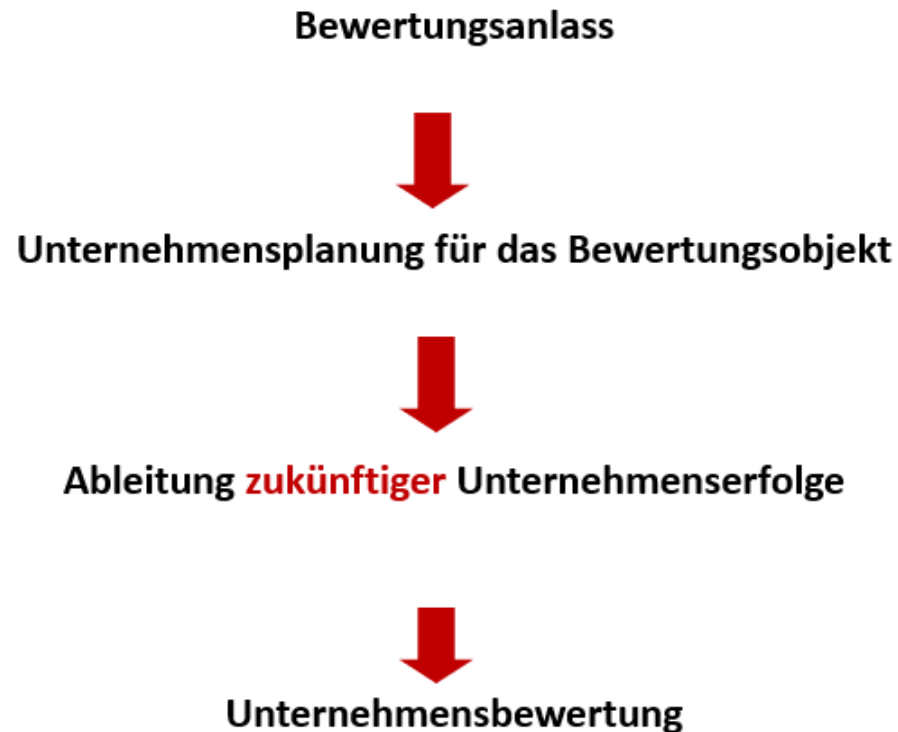 Bewertungsanlass
Unternehmensplanung für das Bewertungsobjekt
Ableitung zukünftiger Unternehmenserfolge
Unternehmensbewertung